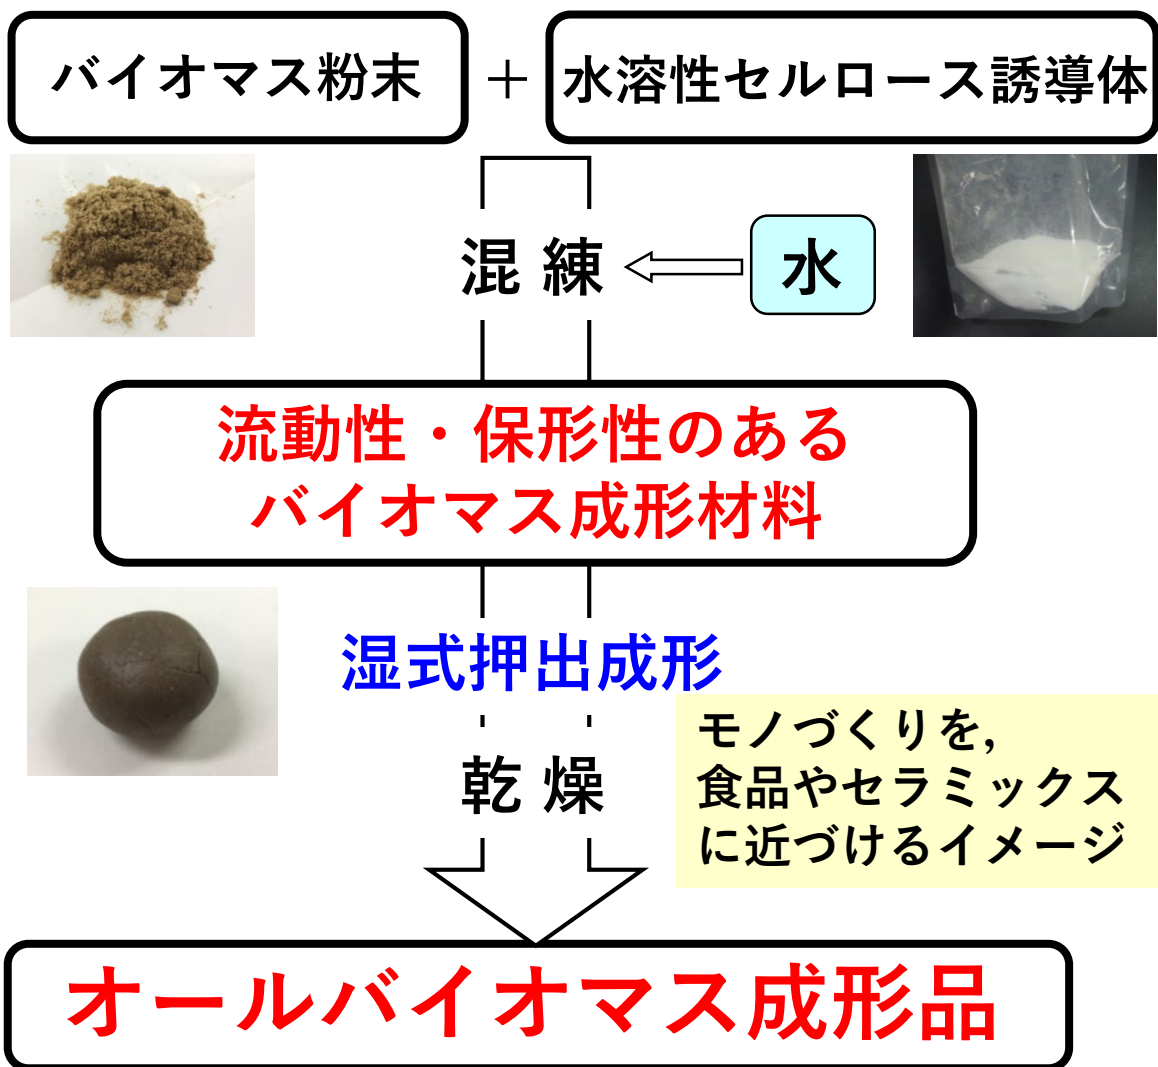 バイオマス粉末 + 水溶性セルロース誘導体
混練 水
流動性・保形性のある
バイオマス成形材料
湿式押出成形
乾燥
モノづくりを,
食品やセラミックス
に近づけるイメージ
オールバイオマス成形品